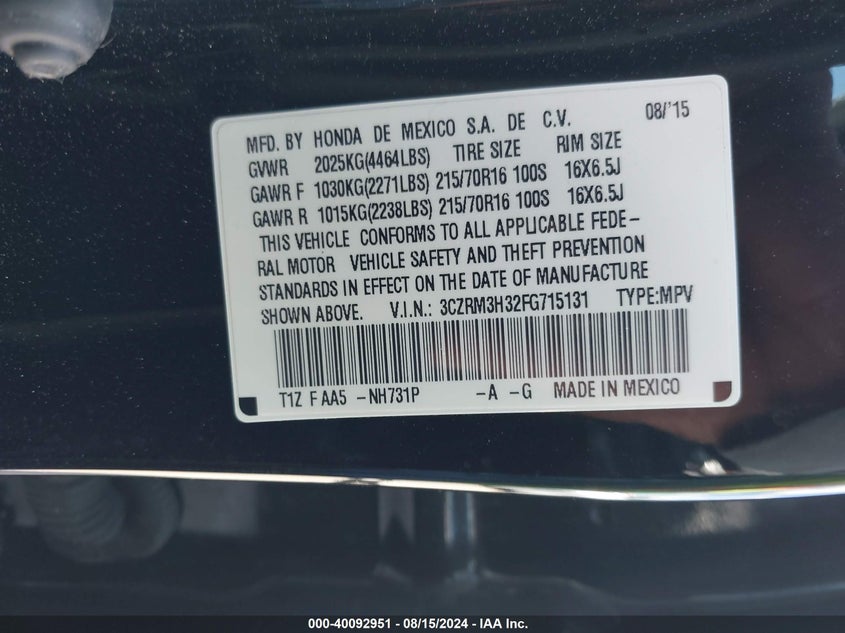 MFD. BY HONDA DE MEXICO S.A. DE C.V. 08/'15
GVWR 2025KG(4464LBS) TIRE SIZE RIM SIZE
GAWR F 1030KG(2271LBS) 215/70R16 100S 16X6.5J
GAWR R 1015KG(2238LBS) 215/70R16 100S 16X6.5J
THIS VEHICLE CONFORMS TO ALL APPLICABLE FEDE-
RAL MOTOR VEHICLE SAFETY AND THEFT PREVENTION
STANDARDS IN EFFECT ON THE DATE OF MANUFACTURE
SHOWN ABOVE. V.I.N.: 3CZRM3H32FG715131 TYPE:MPV
T1Z F AA5 -NH731P -A -G MADE IN MEXICO
000-40092951 - 08/15/2024 - IAA Inc.